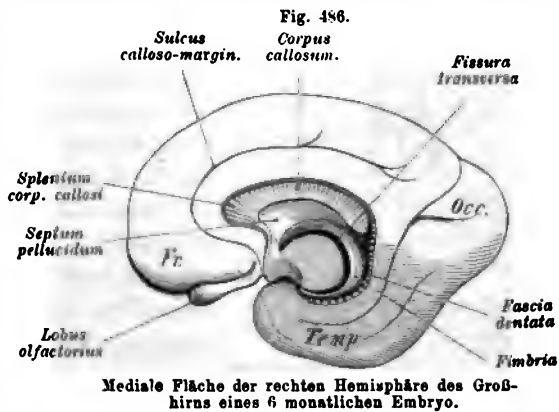 Fig. 486.
Sulcus
calloso-margin.
Corpus
callosum.
Fissura
transversa
Splenium
corp. callosi
Septum
pellucidum
Fr
Occ.
Lobus
olfactorius
Temp
Fascia
dentata
Fimbria
Mediale Fläche der rechten Hemisphäre des Groß-
hirns eines 6 monatlichen Embryo.